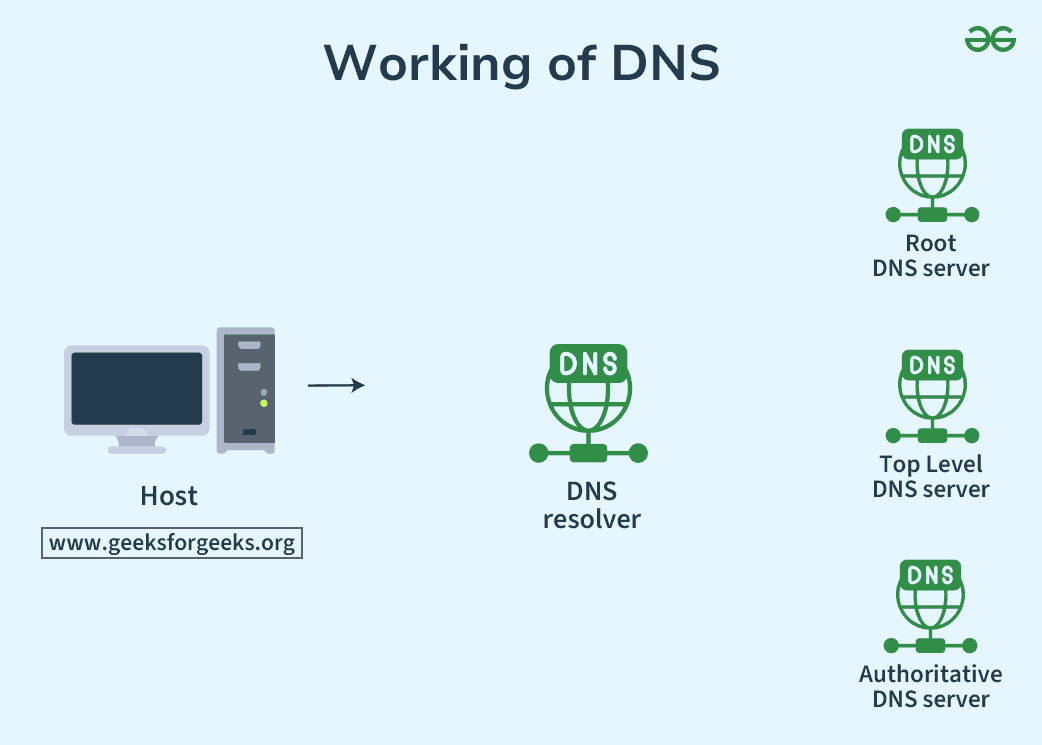 Working of DNS
DNS
Root
DNS server
Host
www.geeksforgeeks.org
DNS
DNS
resolver
DNS
Top Level
DNS server
DNS
Authoritative
DNS server